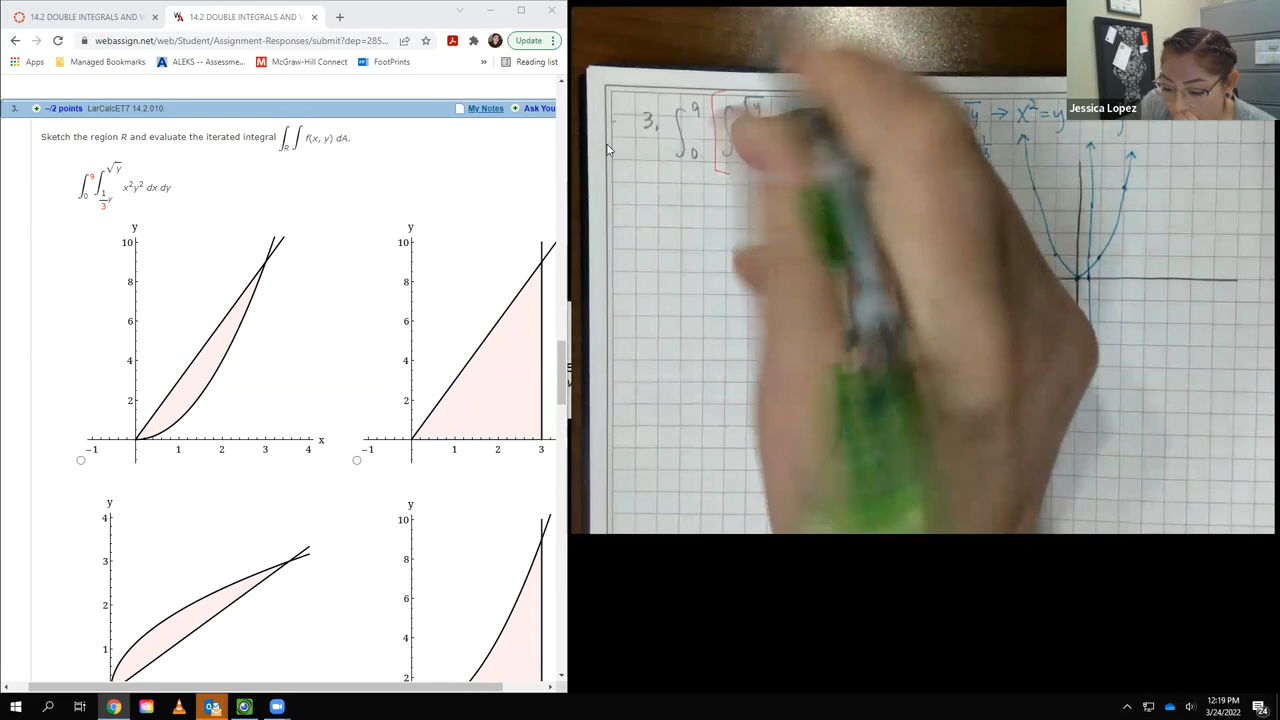 14.2 DOUBLE INTEGRALS AND V
14.2 DOUBLE INTEGRALS AND V
webassign.net/web/Student/Assignment-Responses/submit?dep=285...
Update
Apps
Managed Bookmarks
ALEKS -- Assessme...
McGraw-Hill Connect
FootPrints
»
Reading list
3.
--/2 points
LarCalcET7 14.2.010.
My Notes
Ask You
Sketch the region R and evaluate the iterated integral ∫_R ∫ f(x, y) dA.
∫_0^9 ∫_{1/3 y}^{√y} x²y² dx dy
y
10
8
6
4
2
−1 1 2 3 4
x
y
10
8
6
4
2
−1 1 2 3
y
4
3
2
1
y
10
8
6
4
2
3. ∫_0^9 [∫^√y
√y → x² = y
Jessica Lopez
12:19 PM
3/24/2022
24